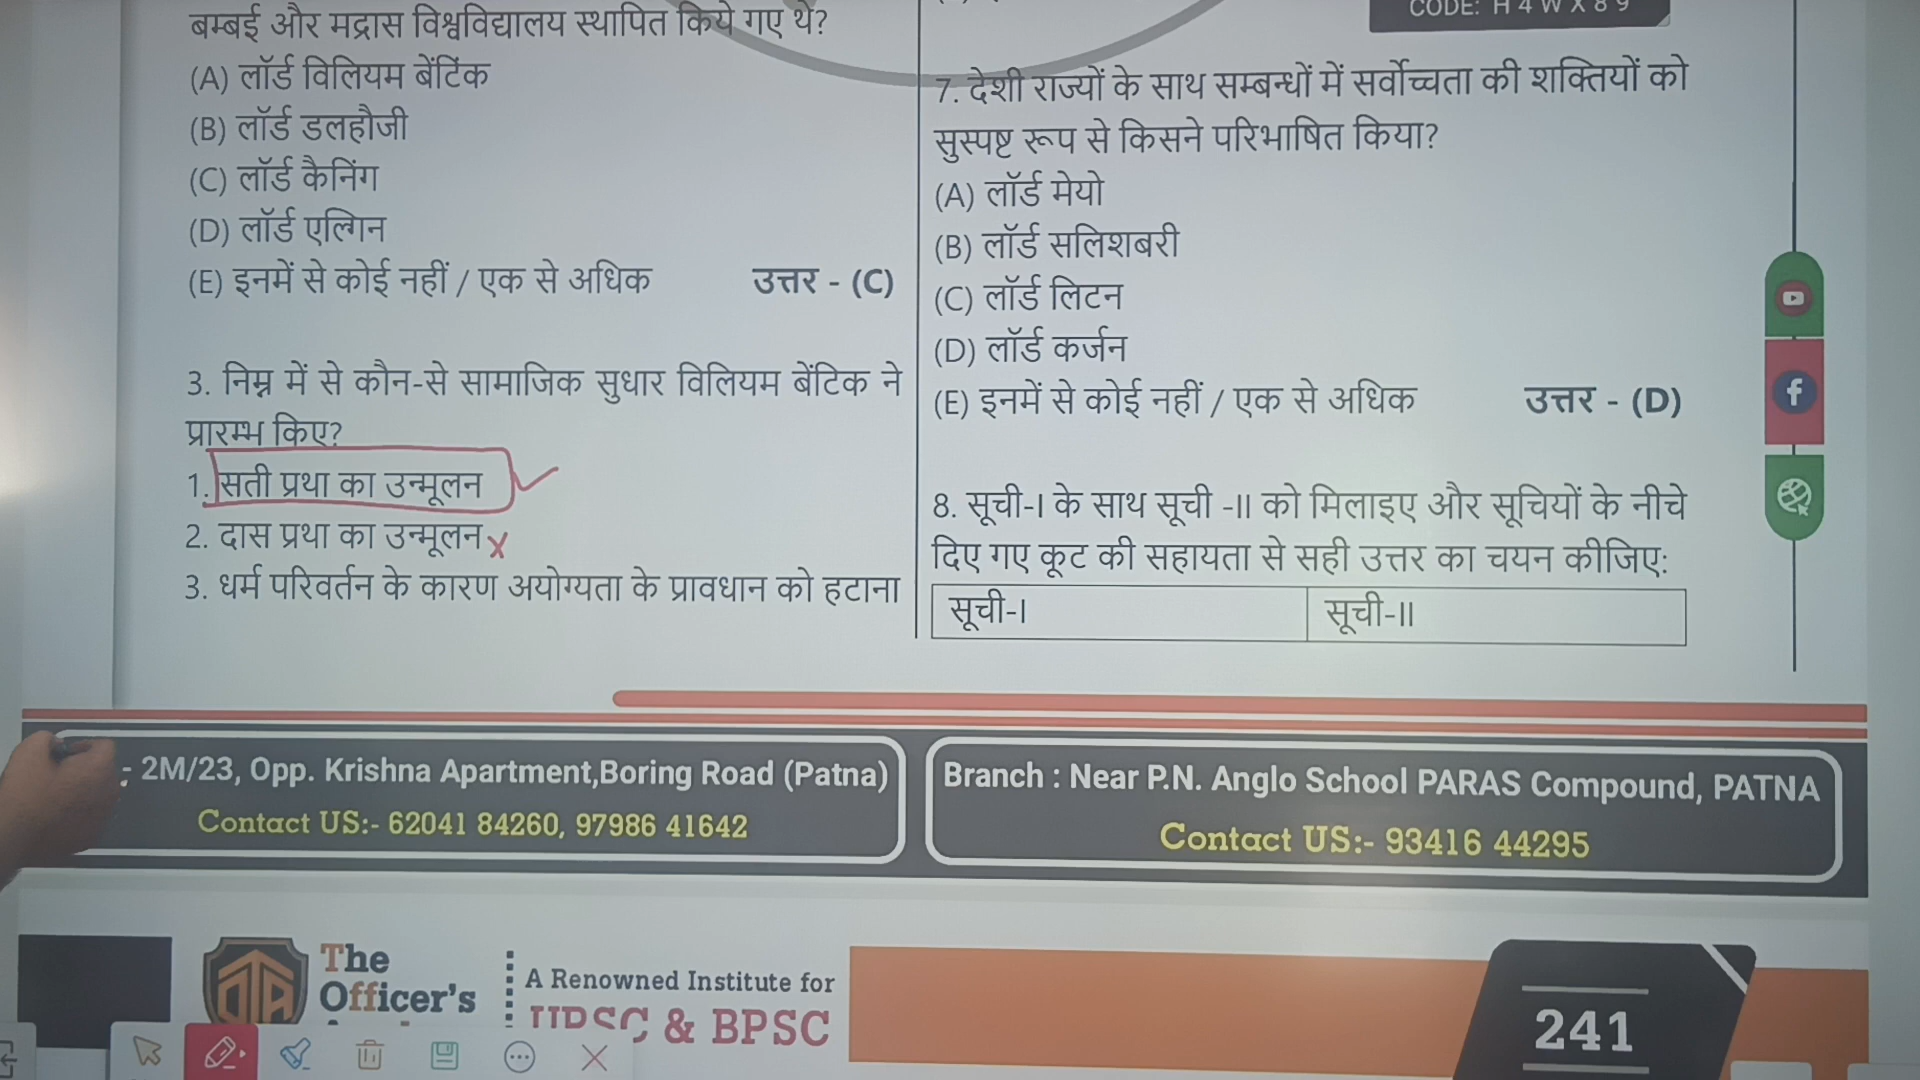 बम्बई और मद्रास विश्वविद्यालय स्थापित किये गए थे?
(A) लॉर्ड विलियम बेंटिंक
(B) लॉर्ड डलहौजी
(C) लॉर्ड कैनिंग
(D) लॉर्ड एल्गिन
(E) इनमें से कोई नहीं / एक से अधिक उत्तर - (C)
3. निम्न में से कौन-से सामाजिक सुधार विलियम बेंटिक ने
प्रारम्भ किए?
1. सती प्रथा का उन्मूलन
2. दास प्रथा का उन्मूलन
3. धर्म परिवर्तन के कारण अयोग्यता के प्रावधान को हटाना
CODE: H4WX89
7. देशी राज्यों के साथ सम्बन्धों में सर्वोच्चता की शक्तियों को
सुस्पष्ट रूप से किसने परिभाषित किया?
(A) लॉर्ड मेयो
(B) लॉर्ड सलिशबरी
(C) लॉर्ड लिटन
(D) लॉर्ड कर्जन
(E) इनमें से कोई नहीं / एक से अधिक उत्तर - (D)
8. सूची-I के साथ सूची -II को मिलाइए और सूचियों के नीचे
दिए गए कूट की सहायता से सही उत्तर का चयन कीजिए:
सूची-I सूची-II
2M/23, Opp. Krishna Apartment,Boring Road (Patna)
Contact US:- 62041 84260, 97986 41642
Branch : Near P.N. Anglo School PARAS Compound, PATNA
Contact US:- 93416 44295
The
Officer's
A Renowned Institute for
UPSC & BPSC
241